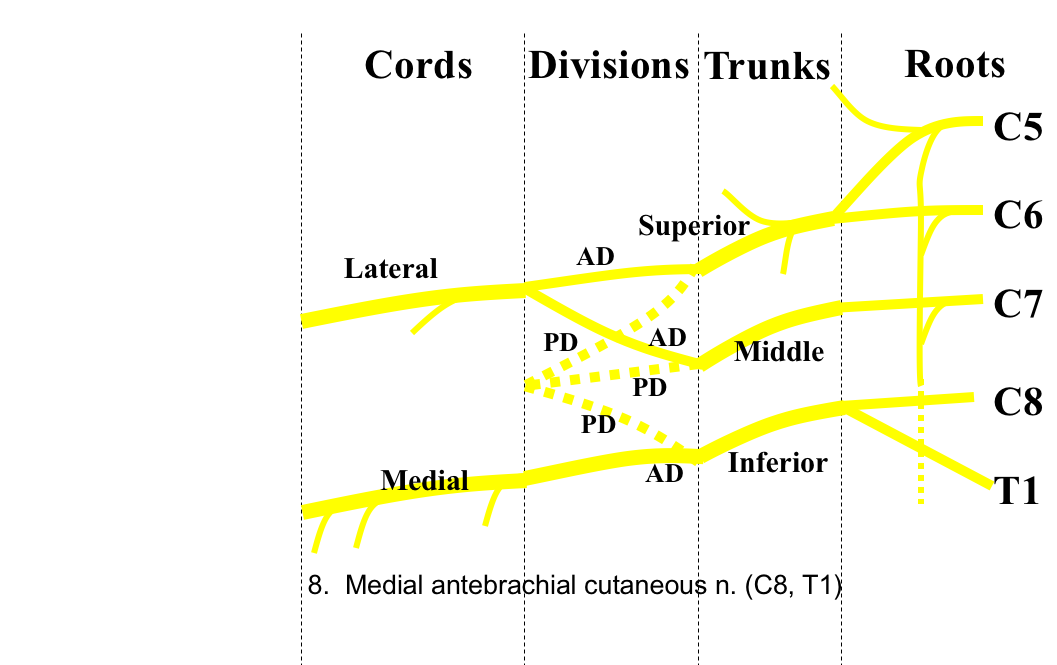 Cords Divisions Trunks Roots
C5
C6
Superior
AD
Lateral
C7
PD AD
Middle
PD
C8
PD
Inferior
AD
Medial
T1
8. Medial antebrachial cutaneous n. (C8, T1)